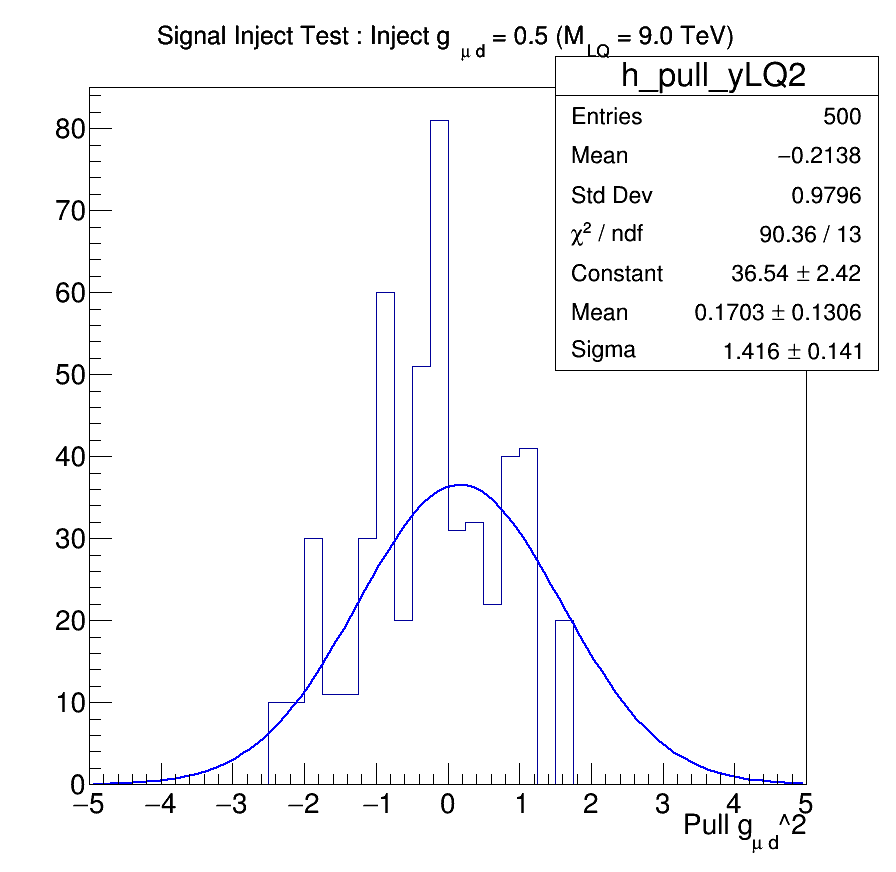 Signal Inject Test : Inject g μ d = 0.5 (M LQ = 9.0 TeV)
h_pull_yLQ2
Entries 500
Mean −0.2138
Std Dev 0.9796
χ² / ndf 90.36 / 13
Constant 36.54 ± 2.42
Mean 0.1703 ± 0.1306
Sigma 1.416 ± 0.141
80
70
60
50
40
30
20
10
0
−5 −4 −3 −2 −1 0 1 2 3 4 5
Pull g μ d ^2